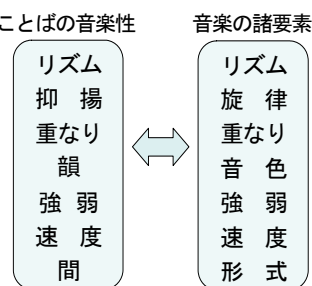 ことばの音楽性
リズム
抑 揚
重なり
韻
強 弱
速 度
間
音楽の諸要素
リズム
旋 律
重なり
音 色
強 弱
速 度
形 式